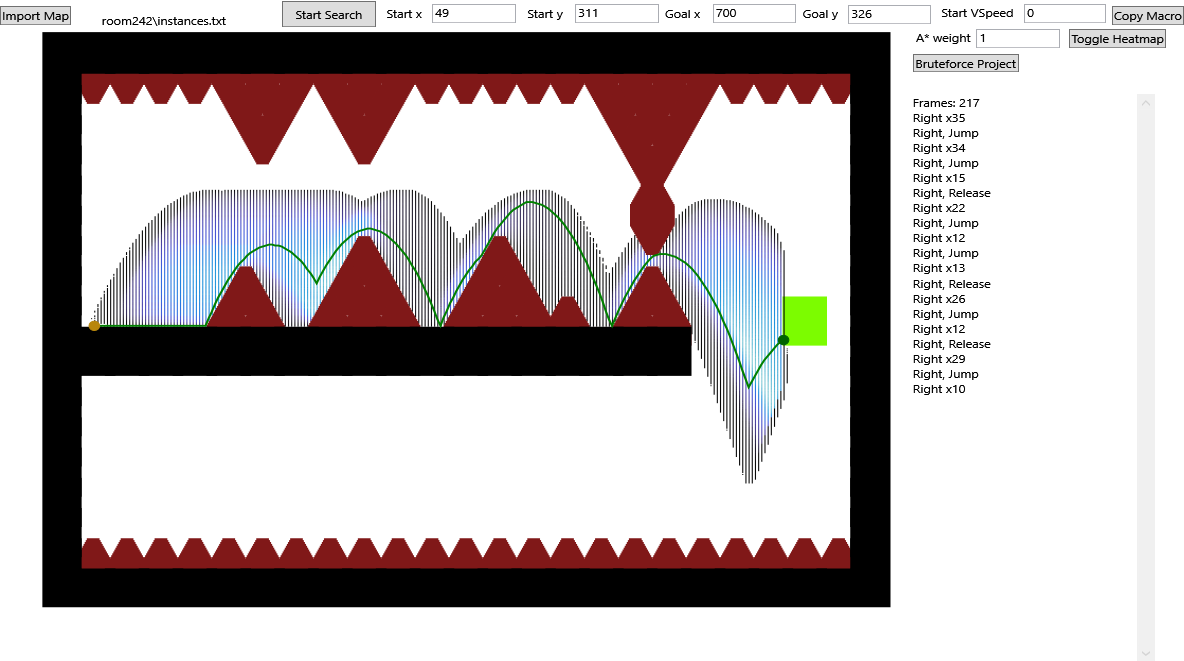 Import Map room242\instances.txt Start Search Start x 49 Start y 311 Goal x 700 Goal y 326 Start VSpeed 0 Copy Macro
A* weight 1 Toggle Heatmap
Bruteforce Project
Frames: 217
Right x35
Right, Jump
Right x34
Right, Jump
Right x15
Right, Release
Right x22
Right, Jump
Right x12
Right, Jump
Right x13
Right, Release
Right x26
Right, Jump
Right x12
Right, Release
Right x29
Right, Jump
Right x10